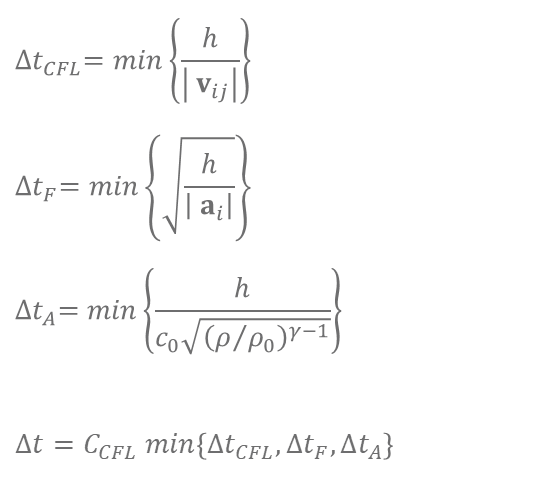 Δt_CFL = min { h / |v_ij| }
Δt_F = min { √( h / |a_i| ) }
Δt_A = min { h / ( c_0 √( (ρ/ρ_0)^(γ−1) ) ) }
Δt = C_CFL min{Δt_CFL, Δt_F, Δt_A}